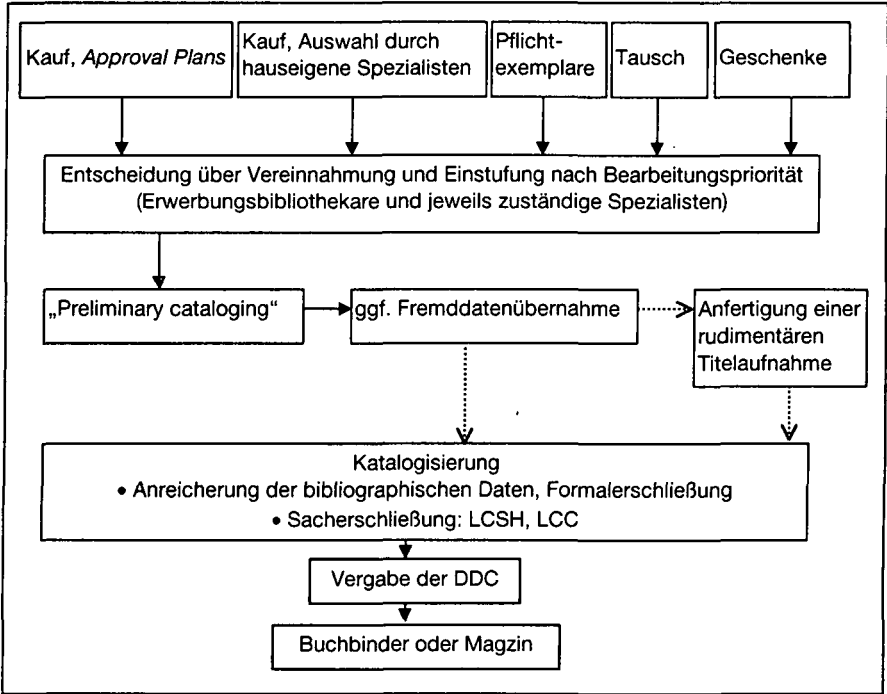 Kauf, Approval Plans
Kauf, Auswahl durch
hauseigene Spezialisten
Pflicht-
exemplare
Tausch
Geschenke
Entscheidung über Vereinnahmung und Einstufung nach Bearbeitungspriorität
(Erwerbungsbibliothekare und jeweils zuständige Spezialisten)
„Preliminary cataloging“
ggf. Fremddatenübernahme
Anfertigung einer
rudimentären
Titelaufnahme
Katalogisierung
• Anreicherung der bibliographischen Daten, Formalerschließung
• Sacherschließung: LCSH, LCC
Vergabe der DDC
Buchbinder oder Magzin